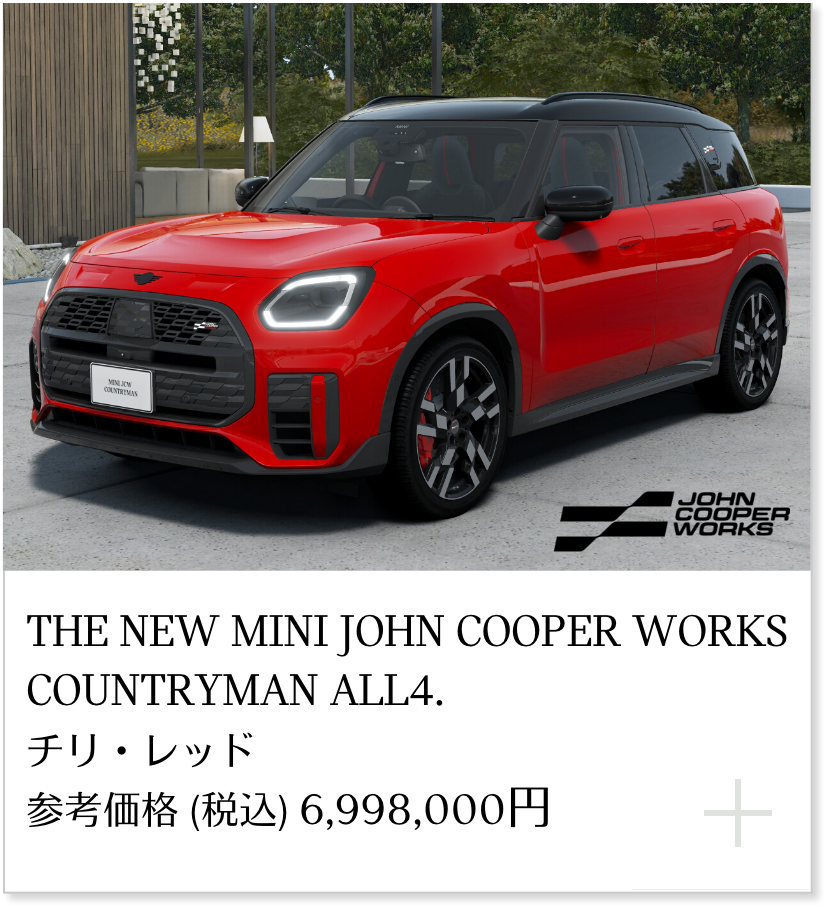 MINI JCW
COUNTRYMAN
JOHN
COOPER
WORKS
THE NEW MINI JOHN COOPER WORKS
COUNTRYMAN ALL4.
チリ・レッド
参考価格 (税込) 6,998,000円